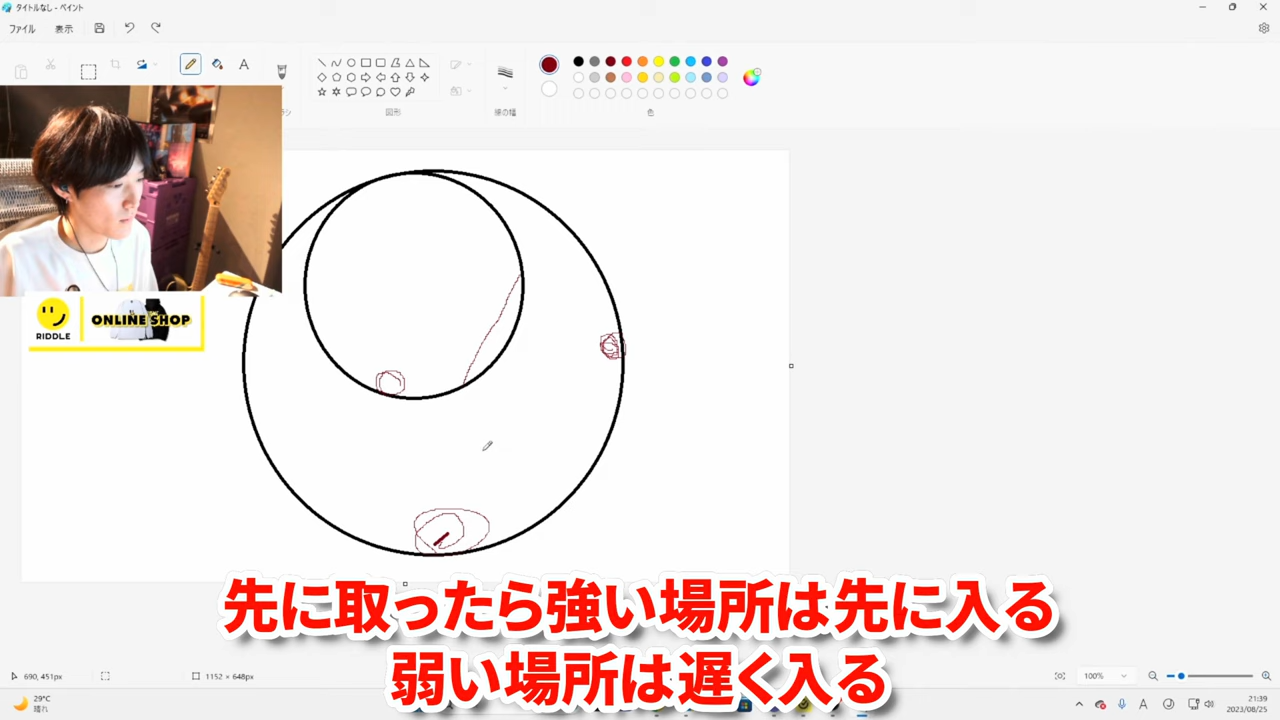 タイトルなし - ペイント
ファイル
表示
A
図形
線の幅
色
RIDDLE
ONLINE SHOP
先に取ったら強い場所は先に入る
弱い場所は遅く入る
690, 451px
1152 × 648px
100%
29°C
晴れ
A
21:39
2023/08/25